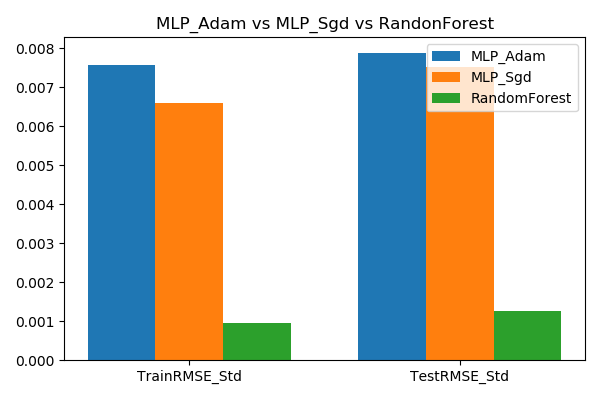 MLP_Adam vs MLP_Sgd vs RandonForest
MLP_Adam
MLP_Sgd
RandomForest
0.008
0.007
0.006
0.005
0.004
0.003
0.002
0.001
0.000
TrainRMSE_Std
TestRMSE_Std